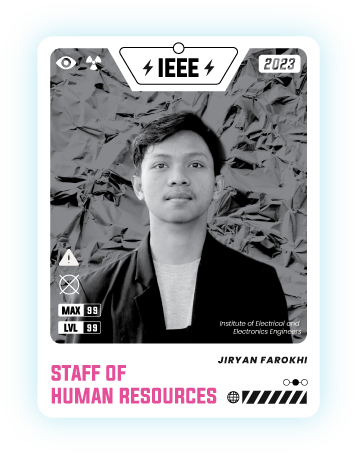 IEEE
2023
MAX 99
LVL 99
Institute of Electrical and
Electronics Engineers
JIRYAN FAROKHI
STAFF OF
HUMAN RESOURCES